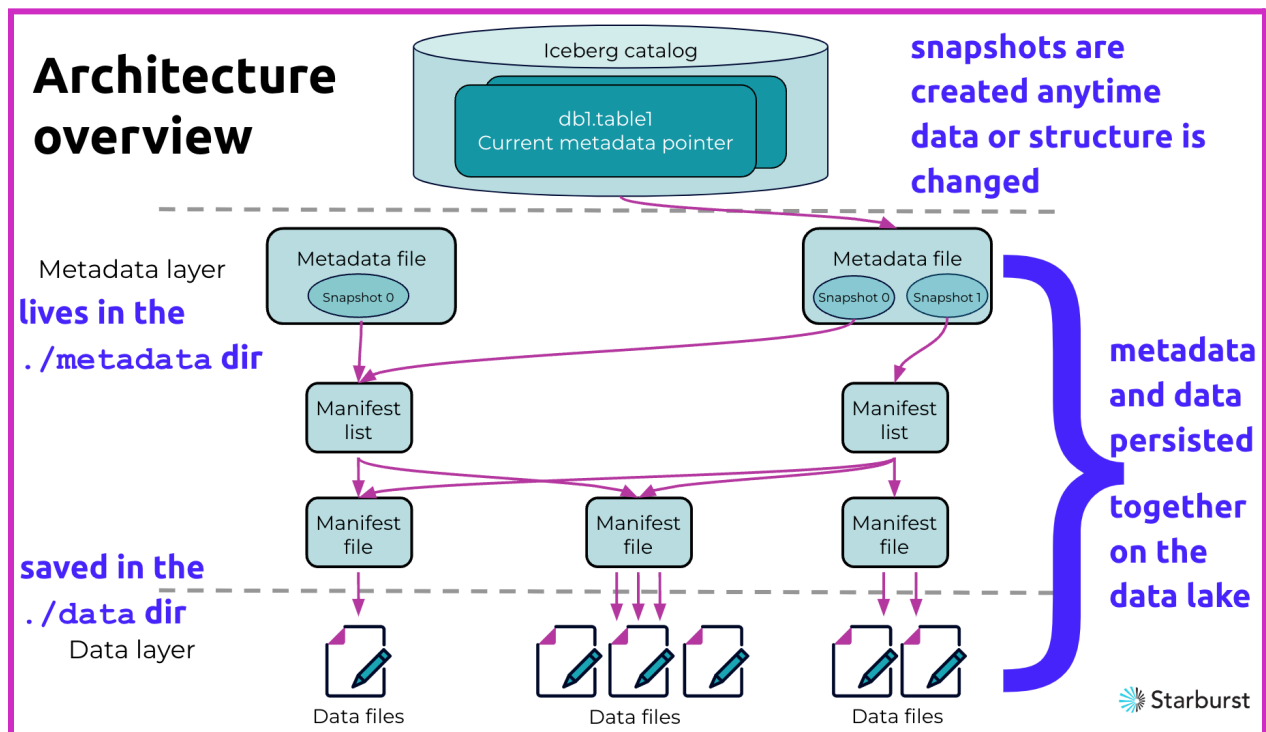 Architecture
overview
Iceberg catalog
db1.table1
Current metadata pointer
snapshots are
created anytime
data or structure is
changed
Metadata layer
lives in the
./metadata dir
Metadata file
Snapshot 0
Metadata file
Snapshot 0
Snapshot 1
Manifest
list
Manifest
list
metadata
and data
persisted
together
on the
data lake
Manifest
file
Manifest
file
Manifest
file
saved in the
./data dir
Data layer
Data files
Data files
Data files
Starburst